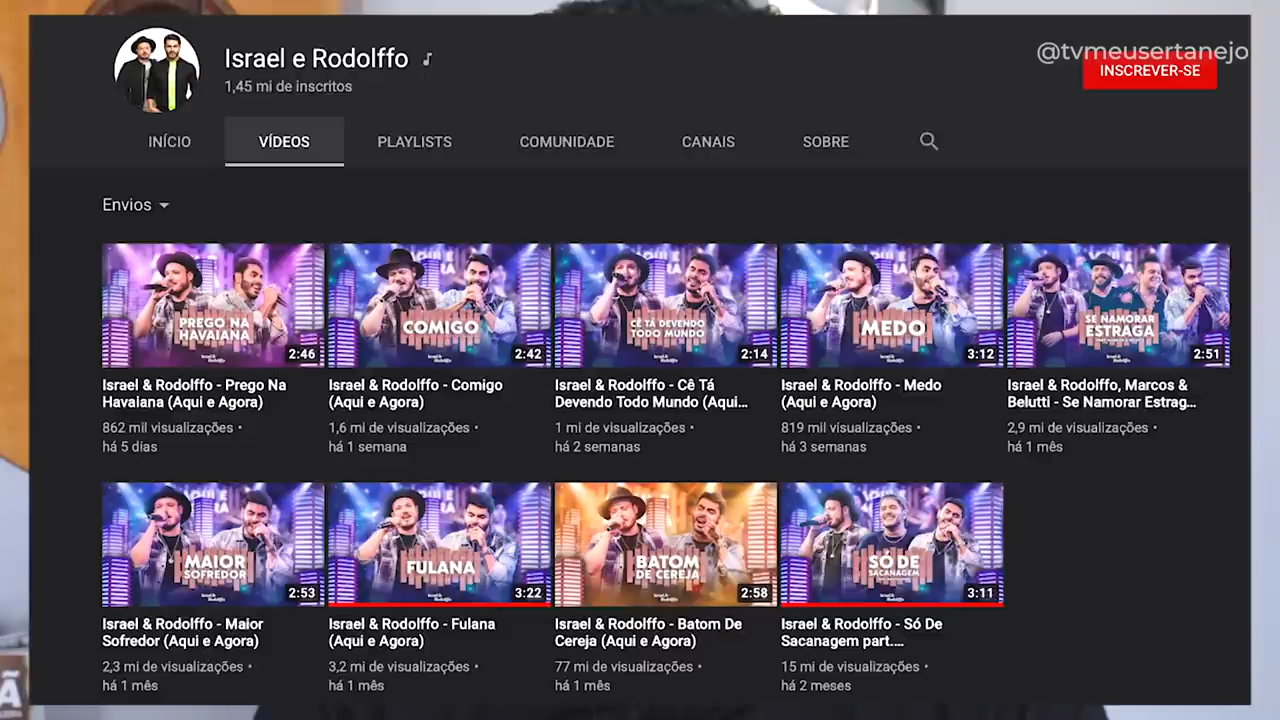 Israel e Rodolffo
@tvmeusertanejo
1,45 mi de inscritos
INSCREVER-SE
INÍCIO
VÍDEOS
PLAYLISTS
COMUNIDADE
CANAIS
SOBRE
Envios
PREGO NA
HAVAIANA
2:46
COMIGO
2:42
CÊ TÁ DEVENDO
TODO MUNDO
2:14
MEDO
3:12
SE NAMORAR
ESTRAGA
2:51
Israel & Rodolffo - Prego Na
Havaiana (Aqui e Agora)
862 mil visualizações •
há 5 dias
Israel & Rodolffo - Comigo
(Aqui e Agora)
1,6 mi de visualizações •
há 1 semana
Israel & Rodolffo - Cê Tá
Devendo Todo Mundo (Aqui...
1 mi de visualizações •
há 2 semanas
Israel & Rodolffo - Medo
(Aqui e Agora)
819 mil visualizações •
há 3 semanas
Israel & Rodolffo, Marcos &
Belutti - Se Namorar Estrag...
2,9 mi de visualizações •
há 1 mês
MAIOR
SOFREDOR
2:53
FULANA
3:22
BATOM
DE CEREJA
2:58
SÓ DE
SACANAGEM
3:11
Israel & Rodolffo - Maior
Sofredor (Aqui e Agora)
2,3 mi de visualizações •
há 1 mês
Israel & Rodolffo - Fulana
(Aqui e Agora)
3,2 mi de visualizações •
há 1 mês
Israel & Rodolffo - Batom De
Cereja (Aqui e Agora)
77 mi de visualizações •
há 1 mês
Israel & Rodolffo - Só De
Sacanagem part....
15 mi de visualizações •
há 2 meses